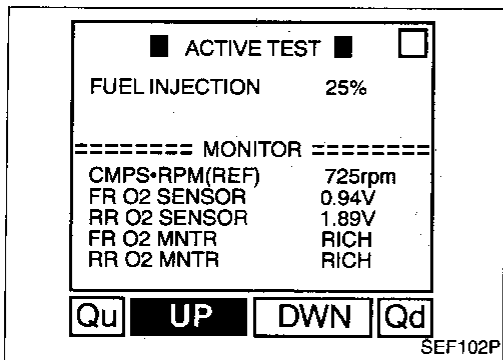 ACTIVE TEST
FUEL INJECTION 25%
======== MONITOR ========
CMPS•RPM(REF) 725rpm
FR O2 SENSOR 0.94V
RR O2 SENSOR 1.89V
FR O2 MNTR RICH
RR O2 MNTR RICH
Qu UP DWN Qd
SEF102P